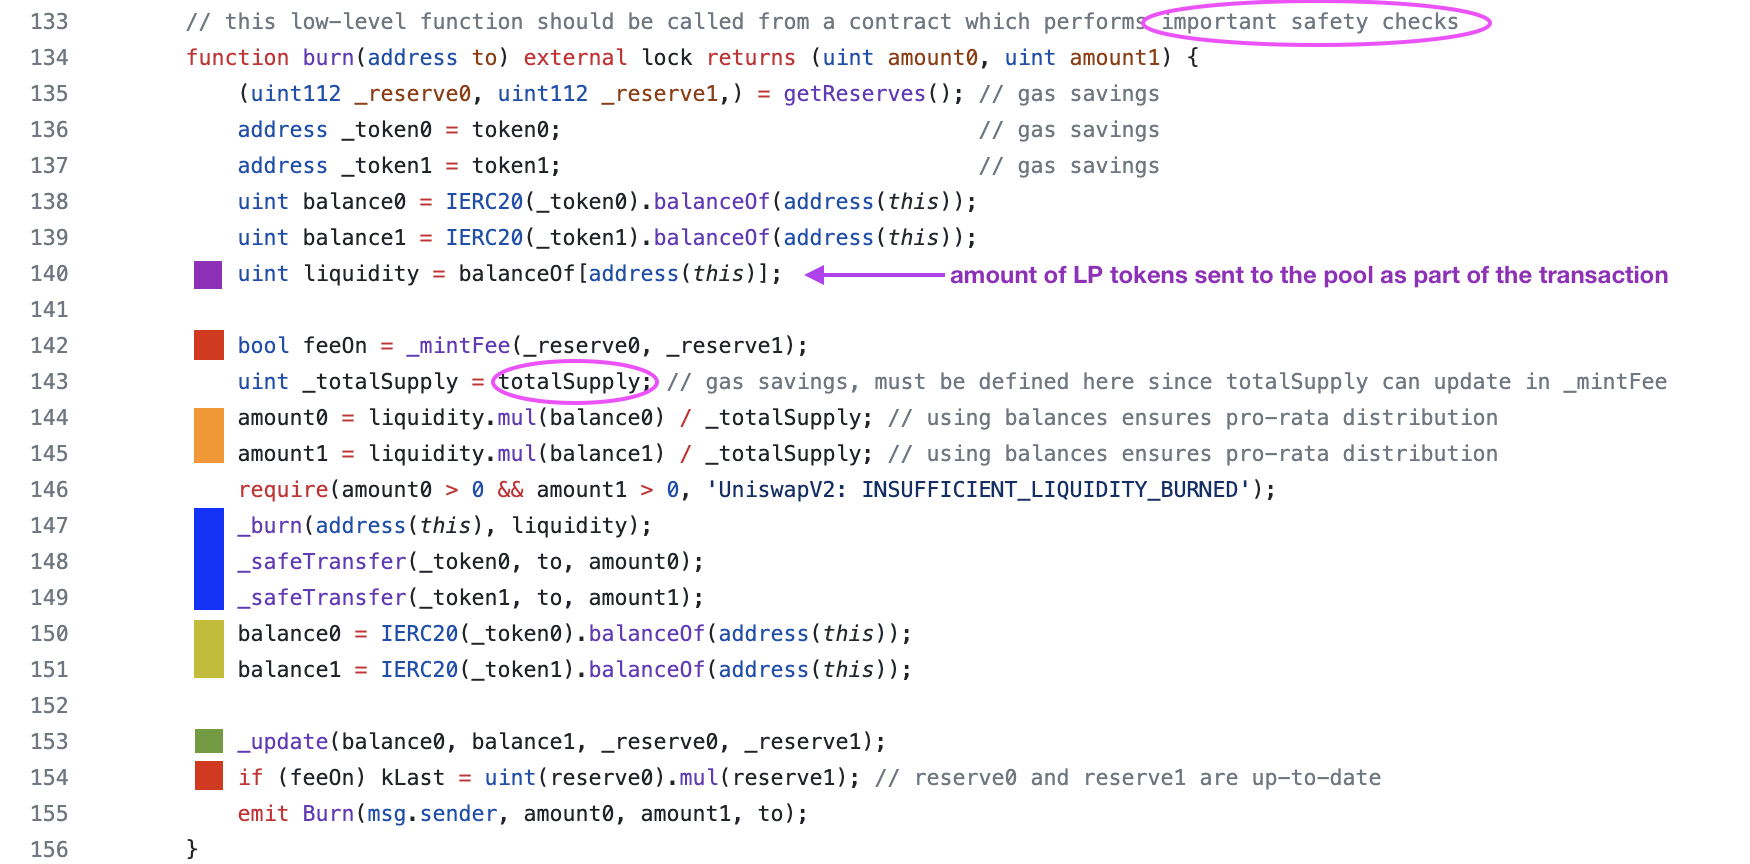 133 // this low-level function should be called from a contract which performs important safety checks
134 function burn(address to) external lock returns (uint amount0, uint amount1) {
135 (uint112 _reserve0, uint112 _reserve1,) = getReserves(); // gas savings
136 address _token0 = token0; // gas savings
137 address _token1 = token1; // gas savings
138 uint balance0 = IERC20(_token0).balanceOf(address(this));
139 uint balance1 = IERC20(_token1).balanceOf(address(this));
140 uint liquidity = balanceOf[address(this)]; amount of LP tokens sent to the pool as part of the transaction
141
142 bool feeOn = _mintFee(_reserve0, _reserve1);
143 uint _totalSupply = totalSupply; // gas savings, must be defined here since totalSupply can update in _mintFee
144 amount0 = liquidity.mul(balance0) / _totalSupply; // using balances ensures pro-rata distribution
145 amount1 = liquidity.mul(balance1) / _totalSupply; // using balances ensures pro-rata distribution
146 require(amount0 > 0 && amount1 > 0, 'UniswapV2: INSUFFICIENT_LIQUIDITY_BURNED');
147 _burn(address(this), liquidity);
148 _safeTransfer(_token0, to, amount0);
149 _safeTransfer(_token1, to, amount1);
150 balance0 = IERC20(_token0).balanceOf(address(this));
151 balance1 = IERC20(_token1).balanceOf(address(this));
152
153 _update(balance0, balance1, _reserve0, _reserve1);
154 if (feeOn) kLast = uint(reserve0).mul(reserve1); // reserve0 and reserve1 are up-to-date
155 emit Burn(msg.sender, amount0, amount1, to);
156 }